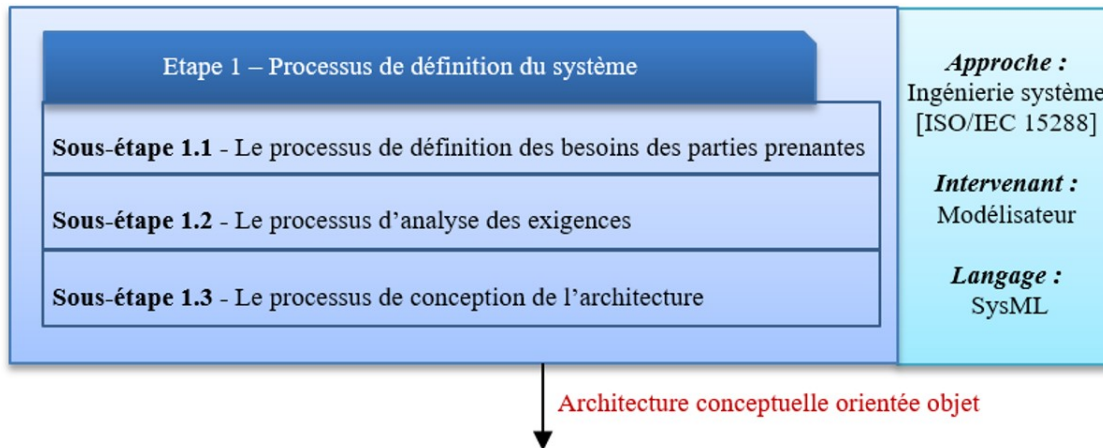 Etape 1 – Processus de définition du système
Sous-étape 1.1 - Le processus de définition des besoins des parties prenantes
Sous-étape 1.2 - Le processus d’analyse des exigences
Sous-étape 1.3 - Le processus de conception de l’architecture
Approche :
Ingénierie système
[ISO/IEC 15288]
Intervenant :
Modélisateur
Langage :
SysML
Architecture conceptuelle orientée objet